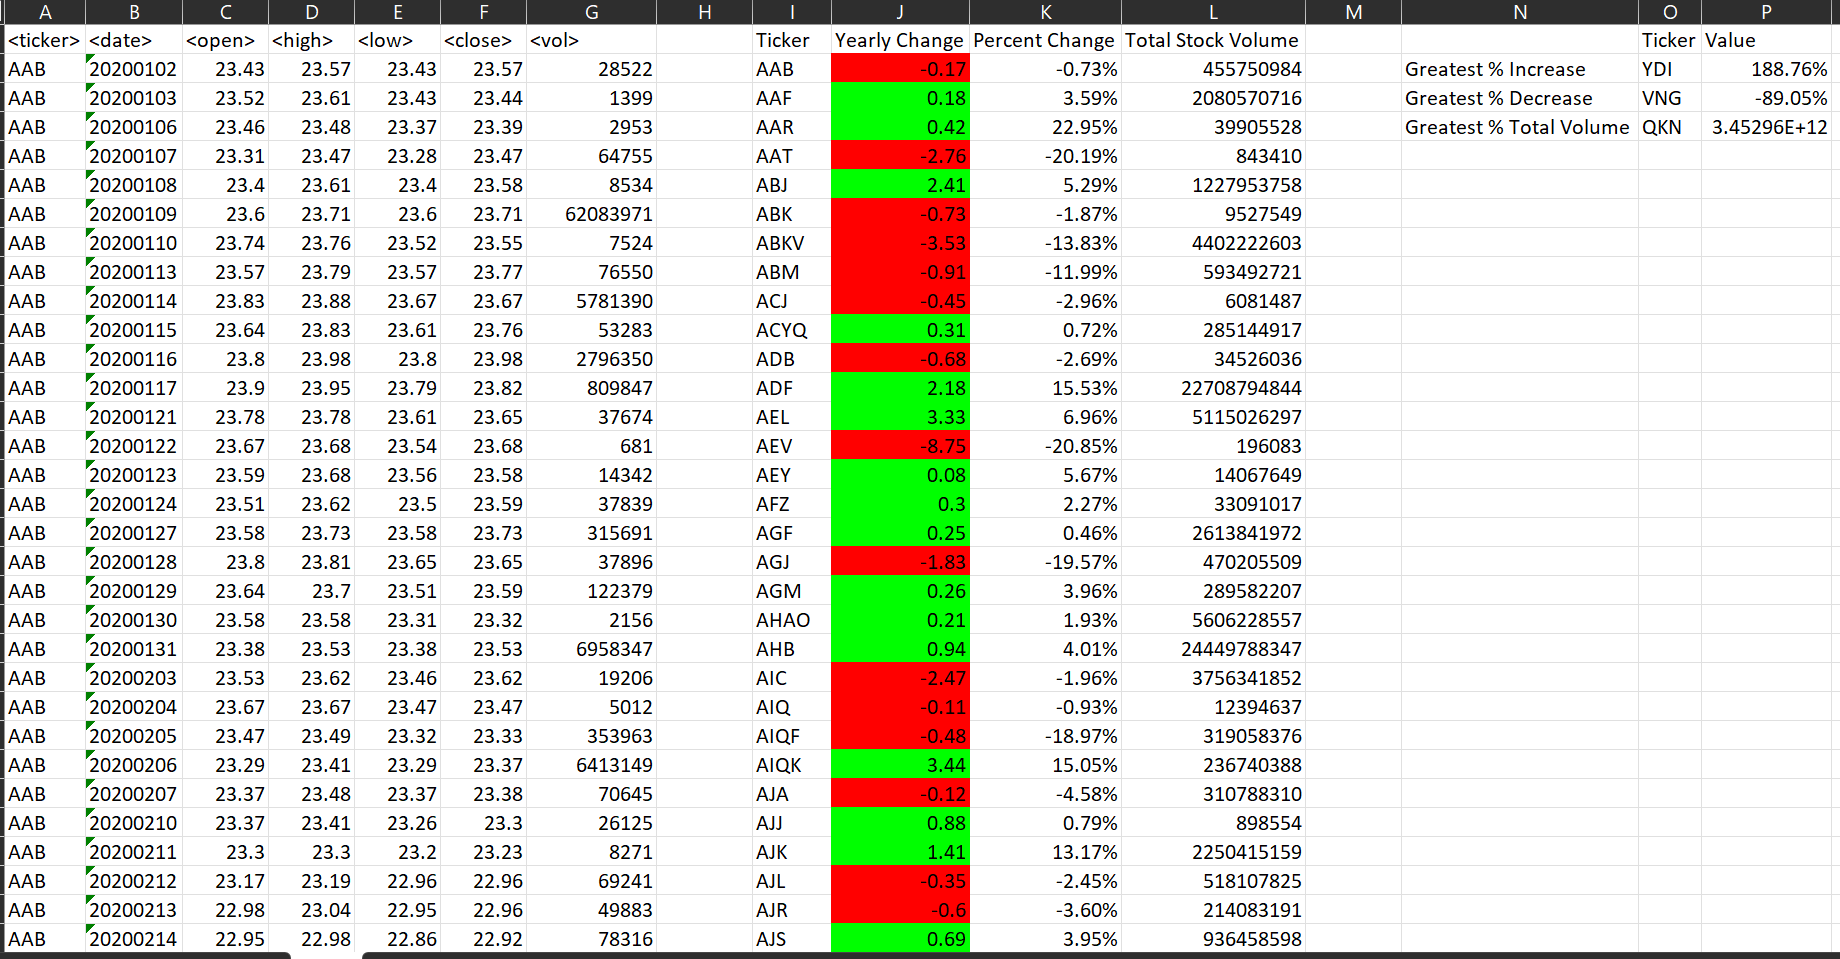 A B C D E F G H I J K L M N O P
<ticker> <date> <open> <high> <low> <close> <vol> Ticker Yearly Change Percent Change Total Stock Volume Ticker Value
AAB 20200102 23.43 23.57 23.43 23.57 28522 AAB -0.17 -0.73% 455750984 Greatest % Increase YDI 188.76%
AAB 20200103 23.52 23.61 23.43 23.44 1399 AAF 0.18 3.59% 2080570716 Greatest % Decrease VNG -89.05%
AAB 20200106 23.46 23.48 23.37 23.39 2953 AAR 0.42 22.95% 39905528 Greatest % Total Volume QKN 3.45296E+12
AAB 20200107 23.31 23.47 23.28 23.47 64755 AAT -2.76 -20.19% 843410
AAB 20200108 23.4 23.61 23.4 23.58 8534 ABJ 2.41 5.29% 1227953758
AAB 20200109 23.6 23.71 23.6 23.71 62083971 ABK -0.73 -1.87% 9527549
AAB 20200110 23.74 23.76 23.52 23.55 7524 ABKV -3.53 -13.83% 4402222603
AAB 20200113 23.57 23.79 23.57 23.77 76550 ABM -0.91 -11.99% 593492721
AAB 20200114 23.83 23.88 23.67 23.67 5781390 ACJ -0.45 -2.96% 6081487
AAB 20200115 23.64 23.83 23.61 23.76 53283 ACYQ 0.31 0.72% 285144917
AAB 20200116 23.8 23.98 23.8 23.98 2796350 ADB -0.68 -2.69% 34526036
AAB 20200117 23.9 23.95 23.79 23.82 809847 ADF 2.18 15.53% 22708794844
AAB 20200121 23.78 23.78 23.61 23.65 37674 AEL 3.33 6.96% 5115026297
AAB 20200122 23.67 23.68 23.54 23.68 681 AEV -8.75 -20.85% 196083
AAB 20200123 23.59 23.68 23.56 23.58 14342 AEY 0.08 5.67% 14067649
AAB 20200124 23.51 23.62 23.5 23.59 37839 AFZ 0.3 2.27% 33091017
AAB 20200127 23.58 23.73 23.58 23.73 315691 AGF 0.25 0.46% 2613841972
AAB 20200128 23.8 23.81 23.65 23.65 37896 AGJ -1.83 -19.57% 470205509
AAB 20200129 23.64 23.7 23.51 23.59 122379 AGM 0.26 3.96% 289582207
AAB 20200130 23.58 23.58 23.31 23.32 2156 AHAO 0.21 1.93% 5606228557
AAB 20200131 23.38 23.53 23.38 23.53 6958347 AHB 0.94 4.01% 24449788347
AAB 20200203 23.53 23.62 23.46 23.62 19206 AIC -2.47 -1.96% 3756341852
AAB 20200204 23.67 23.67 23.47 23.47 5012 AIQ -0.11 -0.93% 12394637
AAB 20200205 23.47 23.49 23.32 23.33 353963 AIQF -0.48 -18.97% 319058376
AAB 20200206 23.29 23.41 23.29 23.37 6413149 AIQK 3.44 15.05% 236740388
AAB 20200207 23.37 23.48 23.37 23.38 70645 AJA -0.12 -4.58% 310788310
AAB 20200210 23.37 23.41 23.26 23.3 26125 AJJ 0.88 0.79% 898554
AAB 20200211 23.3 23.3 23.2 23.23 8271 AJK 1.41 13.17% 2250415159
AAB 20200212 23.17 23.19 22.96 22.96 69241 AJL -0.35 -2.45% 518107825
AAB 20200213 22.98 23.04 22.95 22.96 49883 AJR -0.6 -3.60% 214083191
AAB 20200214 22.95 22.98 22.86 22.92 78316 AJS 0.69 3.95% 936458598